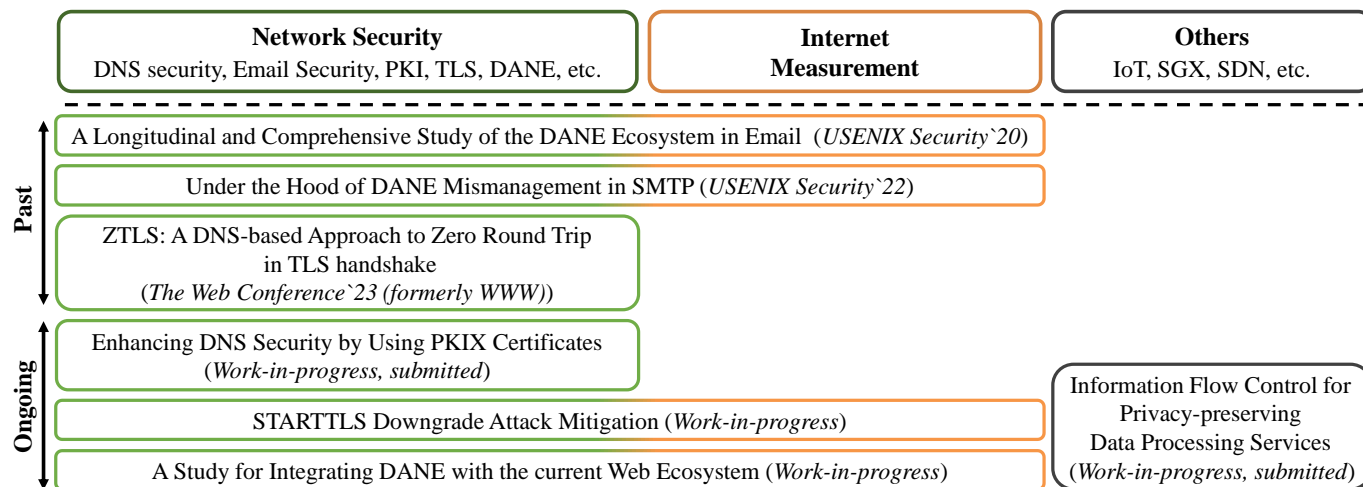 Network Security
DNS security, Email Security, PKI, TLS, DANE, etc.
Internet
Measurement
Others
IoT, SGX, SDN, etc.
Past
A Longitudinal and Comprehensive Study of the DANE Ecosystem in Email (USENIX Security`20)
Under the Hood of DANE Mismanagement in SMTP (USENIX Security`22)
ZTLS: A DNS-based Approach to Zero Round Trip
in TLS handshake
(The Web Conference`23 (formerly WWW))
Ongoing
Enhancing DNS Security by Using PKIX Certificates
(Work-in-progress, submitted)
STARTTLS Downgrade Attack Mitigation (Work-in-progress)
A Study for Integrating DANE with the current Web Ecosystem (Work-in-progress)
Information Flow Control for
Privacy-preserving
Data Processing Services
(Work-in-progress, submitted)